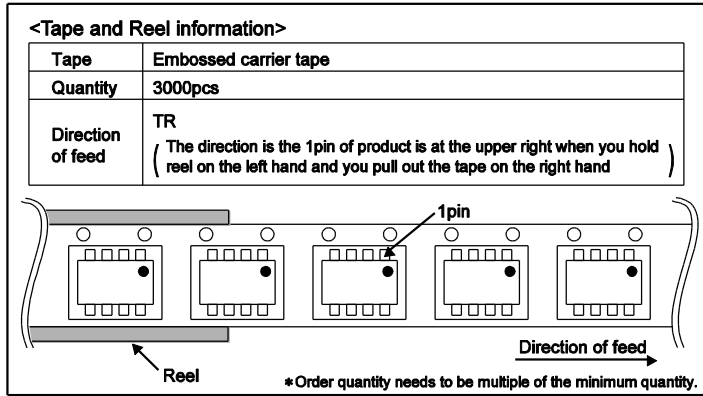 <Tape and Reel information>
Tape Embossed carrier tape
Quantity 3000pcs
Direction of feed TR
( The direction is the 1pin of product is at the upper right when you hold
reel on the left hand and you pull out the tape on the right hand )
1pin
Direction of feed
Reel
*Order quantity needs to be multiple of the minimum quantity.